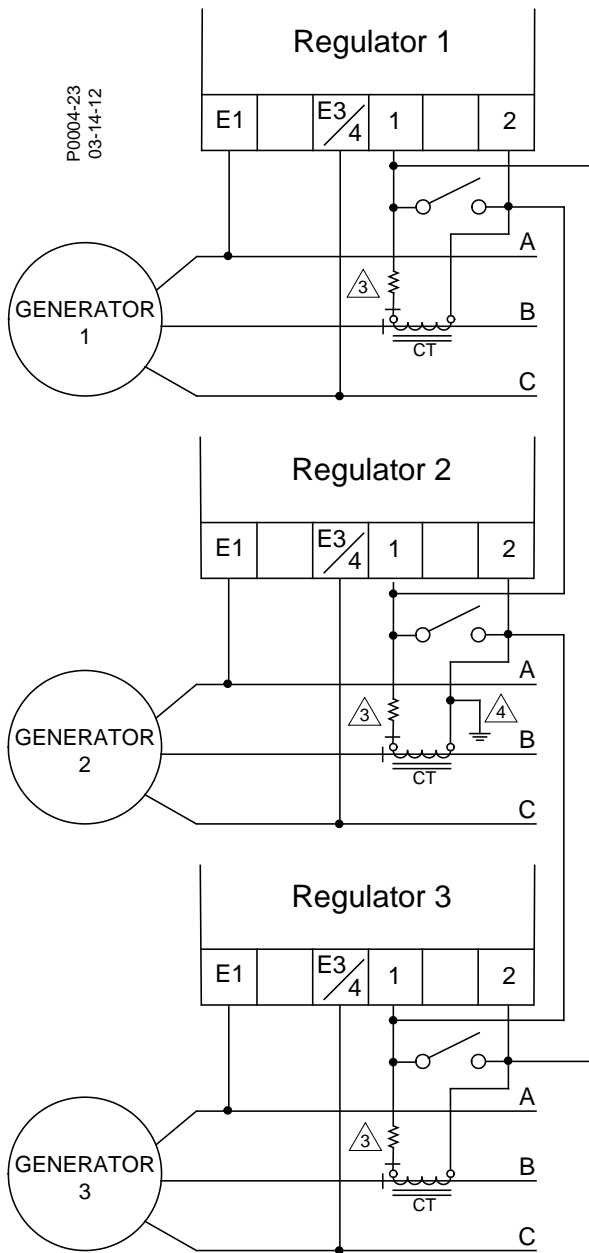 P0004-23
03-14-12
Regulator 1
E1 E3/4 1 2
A
3
GENERATOR
1
B
CT
C
Regulator 2
E1 E3/4 1 2
A
3 4
GENERATOR
2
B
CT
C
Regulator 3
E1 E3/4 1 2
A
3
GENERATOR
3
B
CT
C